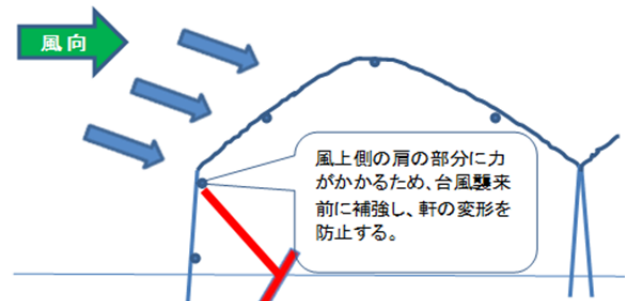 風向
風上側の肩の部分に力
がかかるため、台風襲来
前に補強し、軒の変形を
防止する。